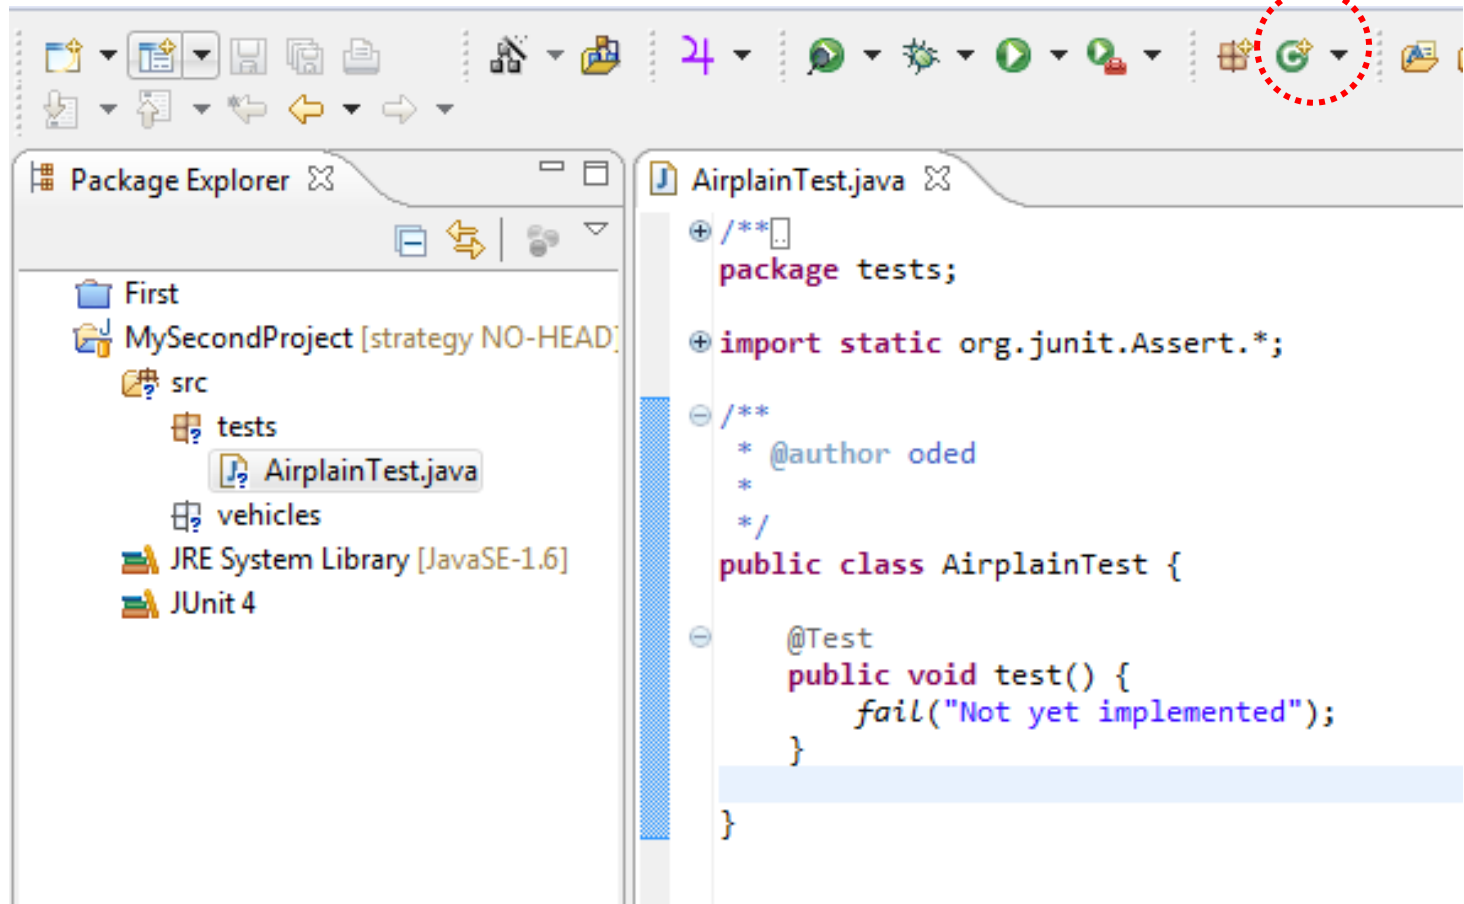 Package Explorer
First
MySecondProject [strategy NO-HEAD]
src
tests
AirplainTest.java
vehicles
JRE System Library [JavaSE-1.6]
JUnit 4
AirplainTest.java
/**
package tests;
import static org.junit.Assert.*;
/**
 * @author oded
 *
 */
public class AirplainTest {
@Test
public void test() {
fail("Not yet implemented");
}
}